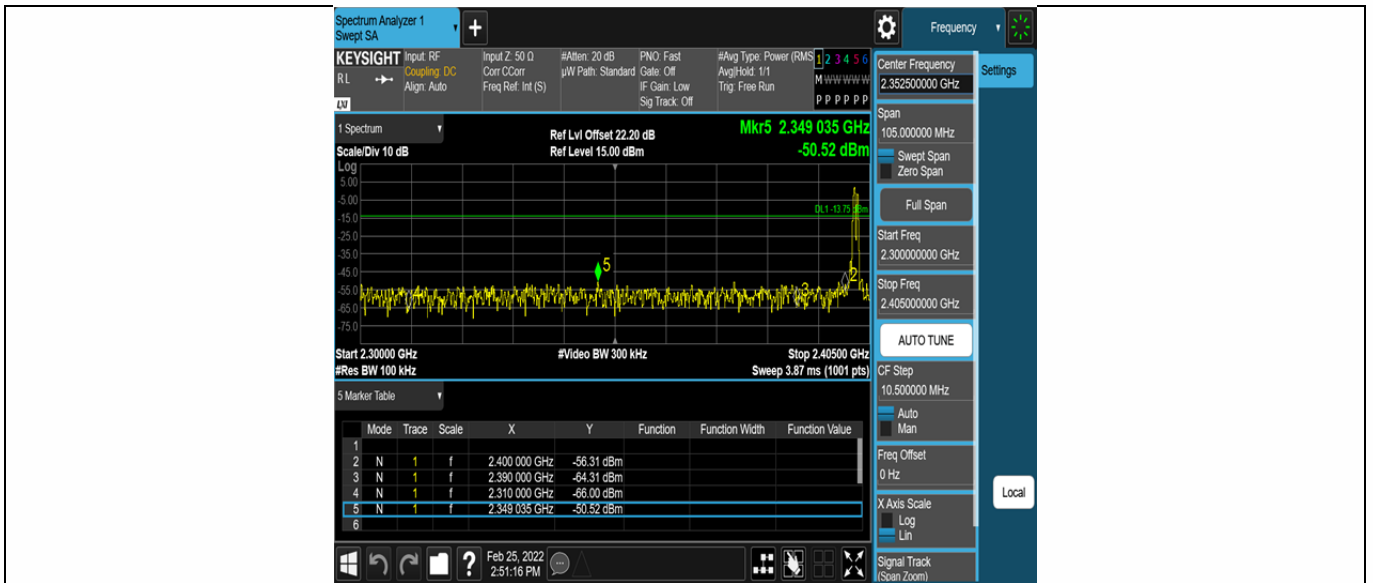 Spectrum Analyzer 1
Swept SA
+
Frequency
KEYSIGHT
RL
LXI
Input: RF
Coupling: DC
Align: Auto
Input Z: 50 Ω
Corr CCorr
Freq Ref: Int (S)
#Atten: 20 dB
µW Path: Standard
PNO: Fast
Gate: Off
IF Gain: Low
Sig Track: Off
#Avg Type: Power (RMS
Avg|Hold: 1/1
Trig: Free Run
1 2 3 4 5 6
M W W W W W
P P P P P P
1 Spectrum
Scale/Div 10 dB
Ref Lvl Offset 22.20 dB
Ref Level 15.00 dBm
Mkr5 2.349 035 GHz
-50.52 dBm
Log
5.00
-5.00
-15.0
-25.0
-35.0
-45.0
-55.0
-65.0
-75.0
DL1 -13.75 dBm
5
2
3
Start 2.30000 GHz
#Res BW 100 kHz
#Video BW 300 kHz
Stop 2.40500 GHz
Sweep 3.87 ms (1001 pts)
5 Marker Table
Mode Trace Scale X Y Function Function Width Function Value
1
2 N 1 f 2.400 000 GHz -56.31 dBm
3 N 1 f 2.390 000 GHz -64.31 dBm
4 N 1 f 2.310 000 GHz -66.00 dBm
5 N 1 f 2.349 035 GHz -50.52 dBm
6
?
Feb 25, 2022
2:51:16 PM
Center Frequency
2.352500000 GHz
Span
105.000000 MHz
Swept Span
Zero Span
Full Span
Start Freq
2.300000000 GHz
Stop Freq
2.405000000 GHz
AUTO TUNE
CF Step
10.500000 MHz
Auto
Man
Freq Offset
0 Hz
X Axis Scale
Log
Lin
Signal Track
(Span Zoom)
Settings
Local